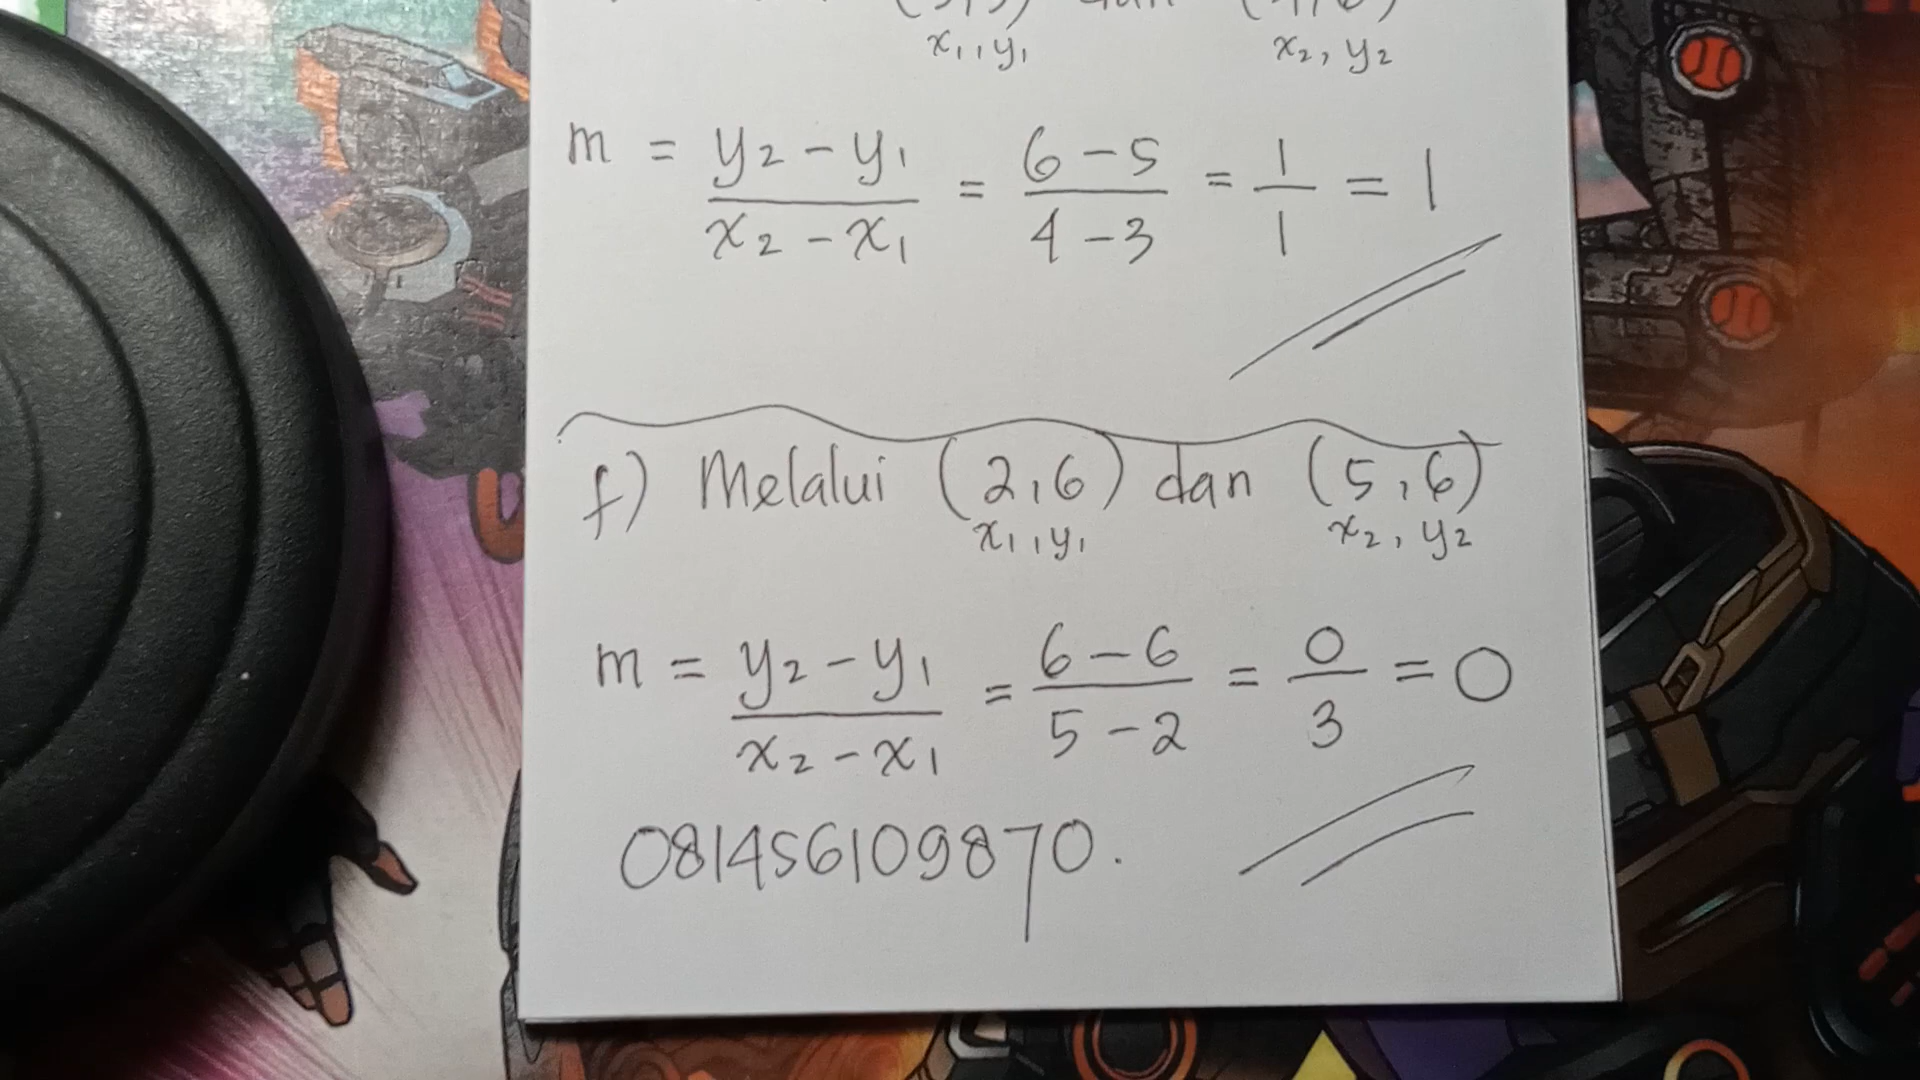 x₁, y₁ x₂, y₂
m = y₂ - y₁ / x₂ - x₁ = 6 - 5 / 4 - 3 = 1 / 1 = 1
f) Melalui (2,6) dan (5,6)
x₁, y₁ x₂, y₂
m = y₂ - y₁ / x₂ - x₁ = 6 - 6 / 5 - 2 = 0 / 3 = 0
081456109870.